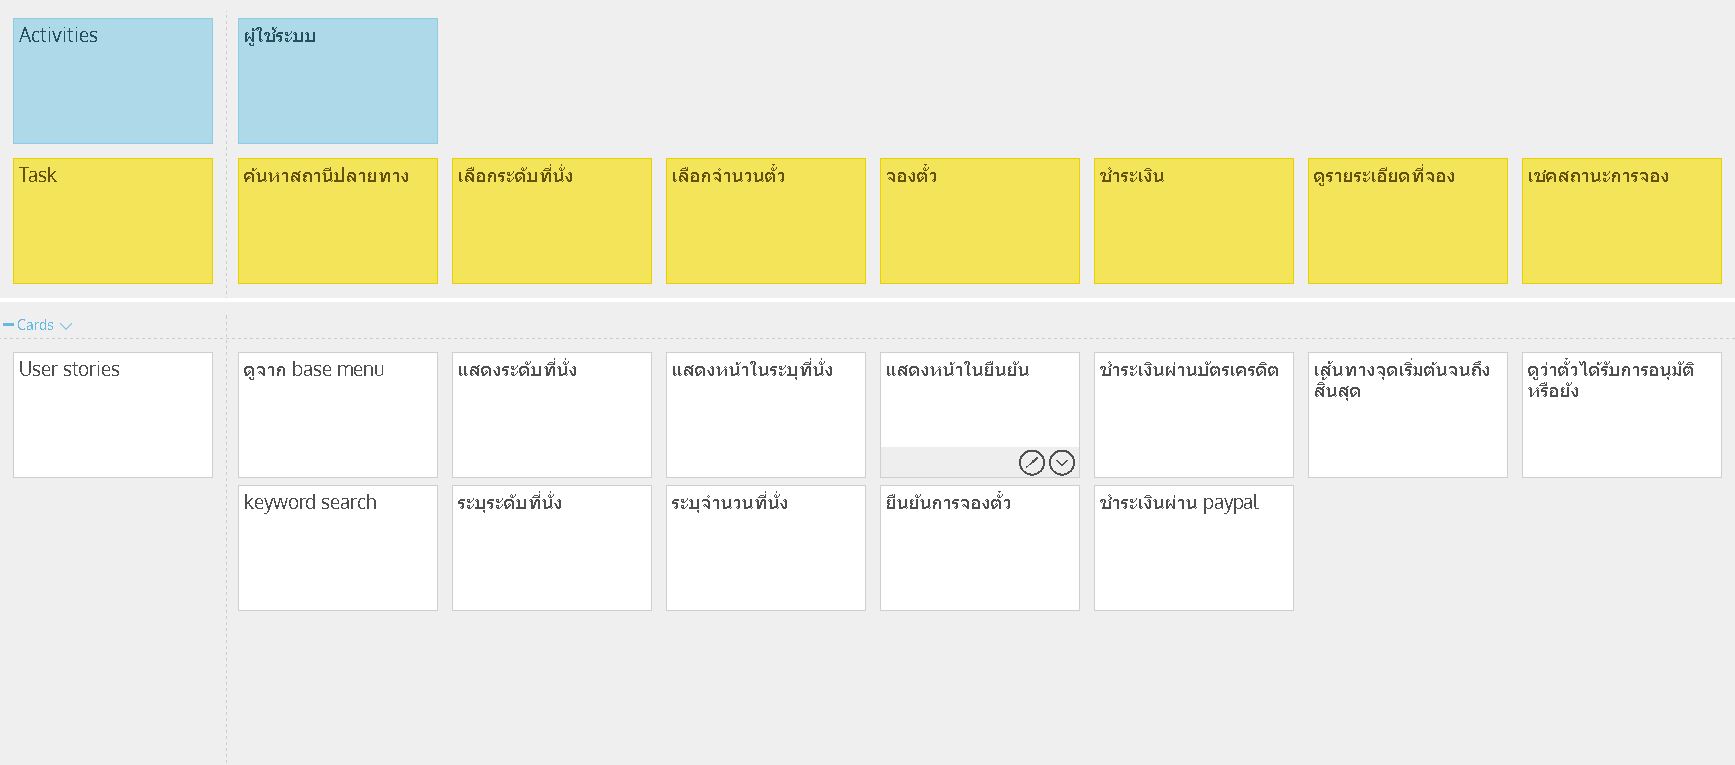 Activities
ผู้ใช้ระบบ
Task
ค้นหาสถานีปลายทาง
เลือกระดับที่นั่ง
เลือกจำนวนตั๋ว
จองตั๋ว
ชำระเงิน
ดูรายระเอียดที่จอง
เชคสถานะการจอง
Cards
User stories
ดูจาก base menu
แสดงระดับที่นั่ง
แสดงหน้าในระบุที่นั่ง
แสดงหน้าในยืนยัน
ชำระเงินผ่านบัตรเครดิต
เส้นทางจุดเริ่มต้นจนถึง
สิ้นสุด
ดูว่าตั๋วได้รับการอนุมัติ
หรือยัง
keyword search
ระบุระดับที่นั่ง
ระบุจำนวนที่นั่ง
ยืนยันการจองตั๋ว
ชำระเงินผ่าน paypal